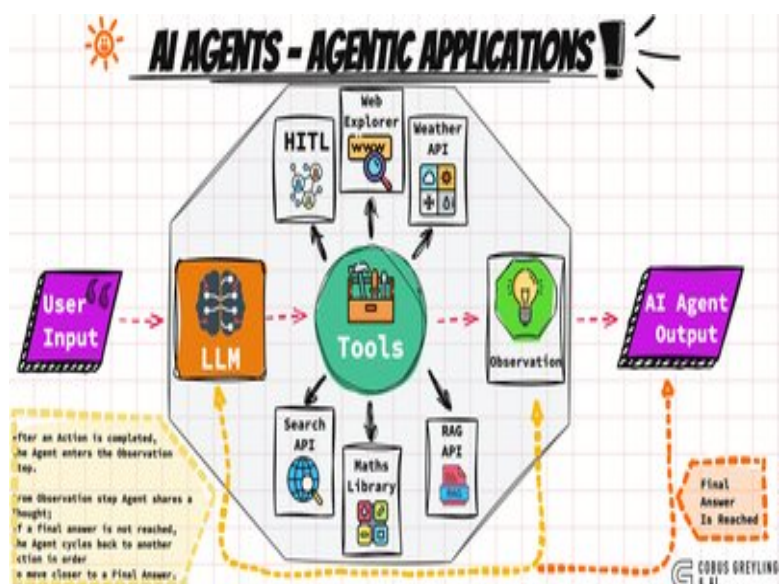 AI AGENTS - AGENTIC APPLICATIONS!
HITL
Web
Explorer
WWW
Weather
API
User
Input
LLM
Tools
Observation
AI Agent
Output
Search
API
Maths
Library
RAG
API
RAG
fter an Action is completed,
he Agent enters the Observation
top.
rom Observation step Agent shares a
hought;
f a final answer is not reached,
he Agent cycles back to another
ction in order
o move closer to a Final Answer.
Final
Answer
Is Reached
COBUS GREYLING